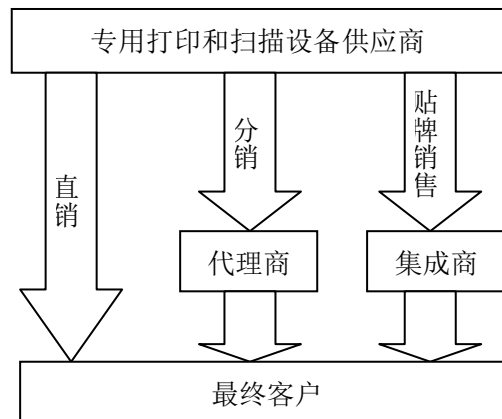 专用打印和扫描设备供应商
直销
分销
贴牌销售
代理商
集成商
最终客户